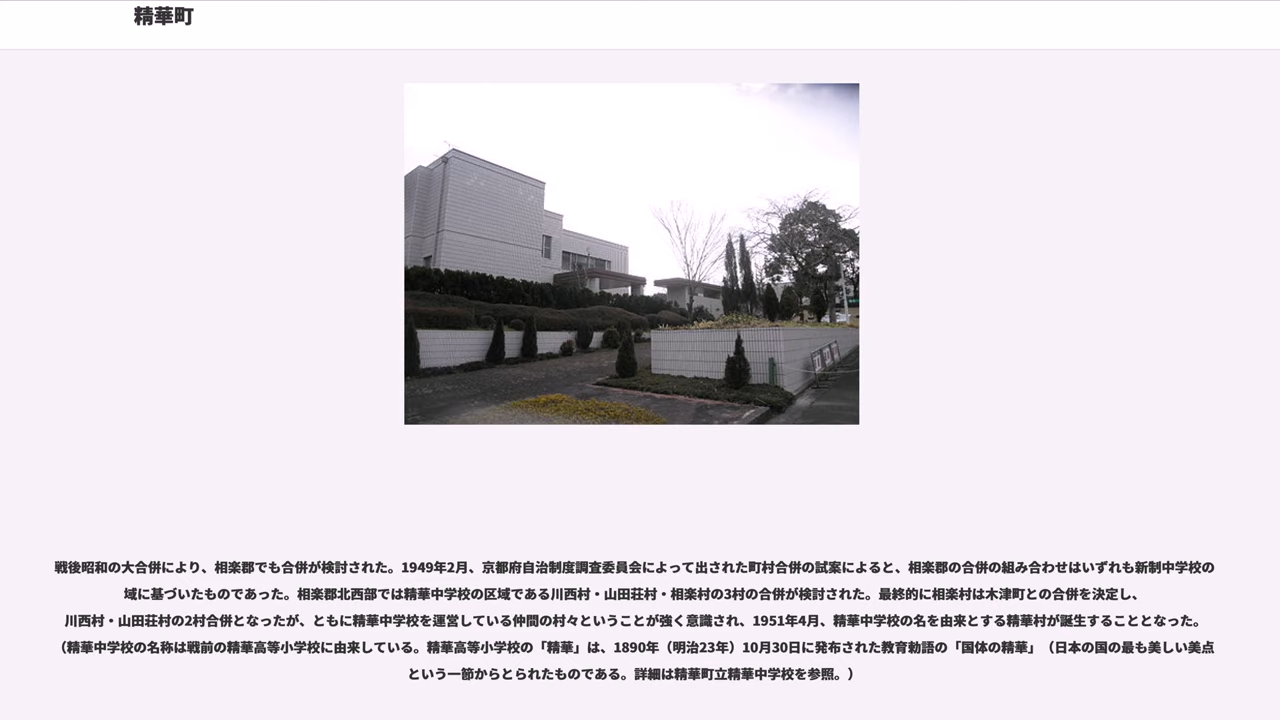 精華町
戦後昭和の大合併により、相楽郡でも合併が検討された。1949年2月、京都府自治制度調査委員会によって出された町村合併の試案によると、相楽郡の合併の組み合わせはいずれも新制中学校の
域に基づいたものであった。相楽郡北西部では精華中学校の区域である川西村・山田荘村・相楽村の3村の合併が検討された。最終的に相楽村は木津町との合併を決定し、
川西村・山田荘村の2村合併となったが、ともに精華中学校を運営している仲間の村々ということが強く意識され、1951年4月、精華中学校の名を由来とする精華村が誕生することとなった。
（精華中学校の名称は戦前の精華高等小学校に由来している。精華高等小学校の「精華」は、1890年（明治23年）10月30日に発布された教育勅語の「国体の精華」（日本の国の最も美しい美点
という一節からとられたものである。詳細は精華町立精華中学校を参照。）